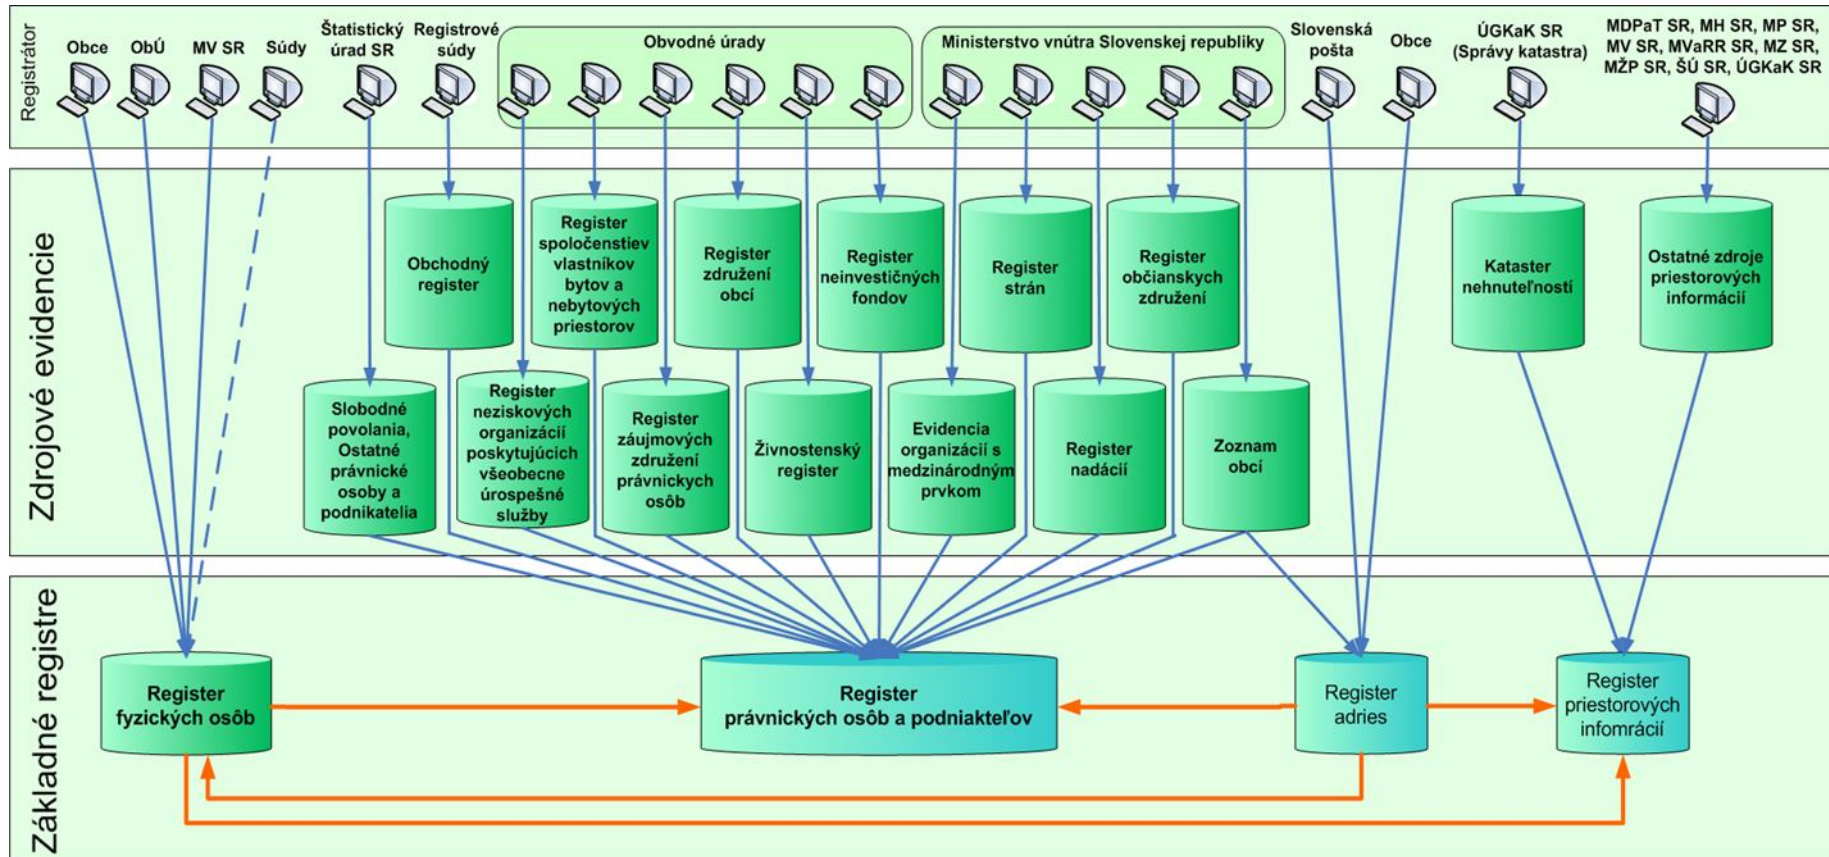 Registrátor
Obce
ObÚ
MV SR
Súdy
Štatistický
úrad SR
Registrové
súdy
Obvodné úrady
Ministerstvo vnútra Slovenskej republiky
Slovenská
pošta
Obce
ÚGKaK SR
(Správy katastra)
MDPaT SR, MH SR, MP SR,
MV SR, MVaRR SR, MZ SR,
MŽP SR, ŠÚ SR, ÚGKaK SR
Zdrojové evidencie
Obchodný
register
Register
spoločenstiev
vlastníkov
bytov a
nebytových
priestorov
Register
združení
obcí
Register
neinvestičných
fondov
Register
strán
Register
občianskych
združení
Kataster
nehnuteľností
Ostatné zdroje
priestorových
informácií
Slobodné
povolania,
Ostatné
právnické
osoby a
podnikatelia
Register
neziskových
organizácií
poskytujúcich
všeobecne
úrospešné
služby
Register
záujmových
združení
právnickych
osôb
Živnostenský
register
Evidencia
organizácií s
medzinárodným
prvkom
Register
nadácií
Zoznam
obcí
Základné registre
Register
fyzických osôb
Register
právnických osôb a podniakteľov
Register
adries
Register
priestorových
infomrácií